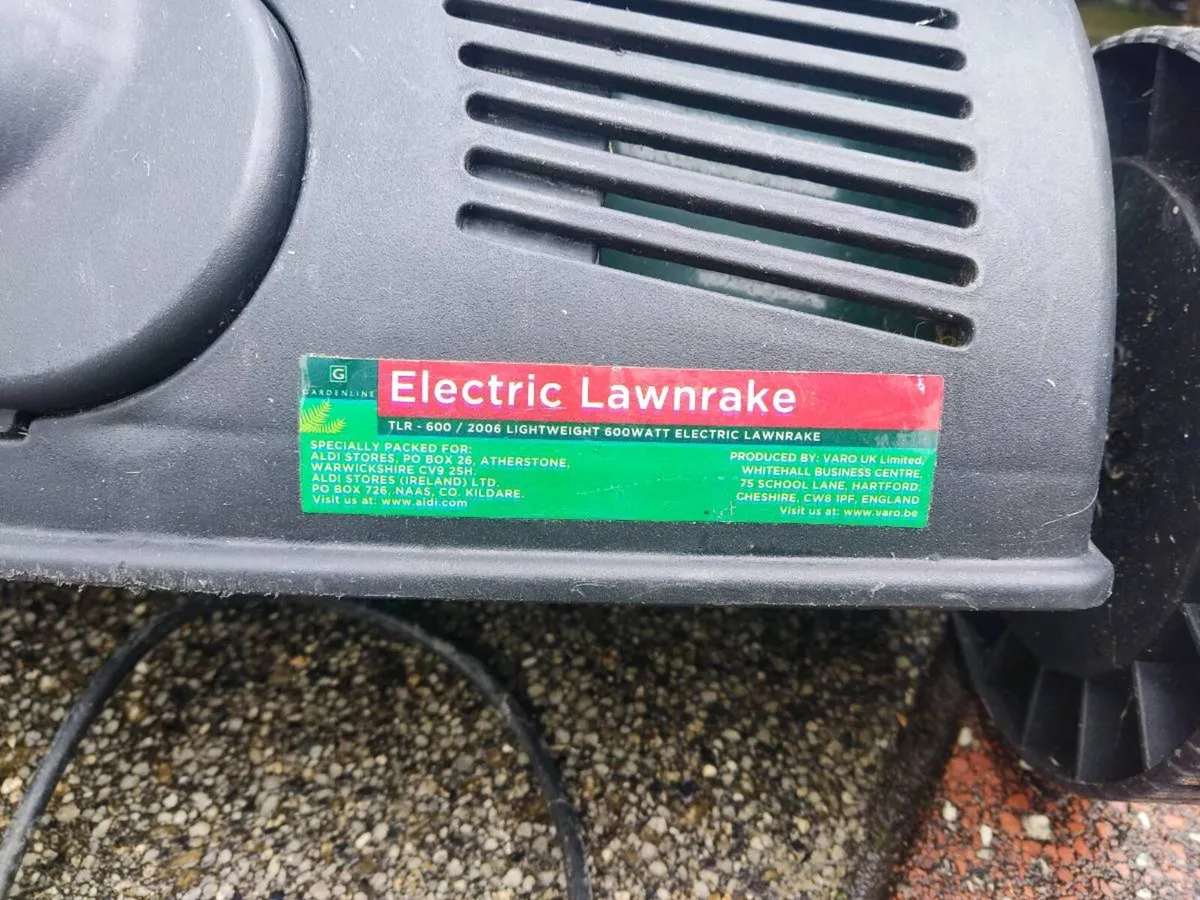 G
GARDENLINE
Electric Lawnrake
TLR - 600 / 2006 LIGHTWEIGHT 600WATT ELECTRIC LAWNRAKE
SPECIALLY PACKED FOR:
ALDI STORES, PO BOX 26, ATHERSTONE,
WARWICKSHIRE CV9 2SH.
ALDI STORES (IRELAND) LTD.
PO BOX 726, NAAS, CO. KILDARE.
Visit us at: www.aldi.com
PRODUCED BY: VARO UK Limited,
WHITEHALL BUSINESS CENTRE,
75 SCHOOL LANE, HARTFORD,
CHESHIRE, CW8 1PF, ENGLAND
Visit us at: www.varo.be